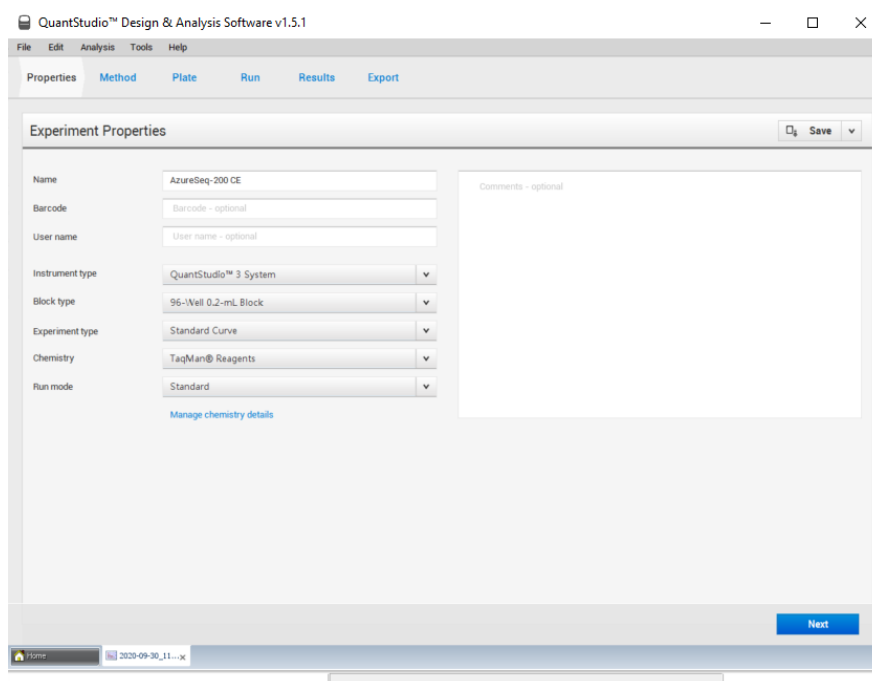 QuantStudio™ Design & Analysis Software v1.5.1
File Edit Analysis Tools Help
Properties Method Plate Run Results Export
Experiment Properties
Save
Name AzureSeq-200 CE
Comments - optional
Barcode Barcode - optional
User name User name - optional
Instrument type QuantStudio™ 3 System
Block type 96-Well 0.2-mL Block
Experiment type Standard Curve
Chemistry TaqMan® Reagents
Run mode Standard
Manage chemistry details
Next
Home 2020-09-30_11...x